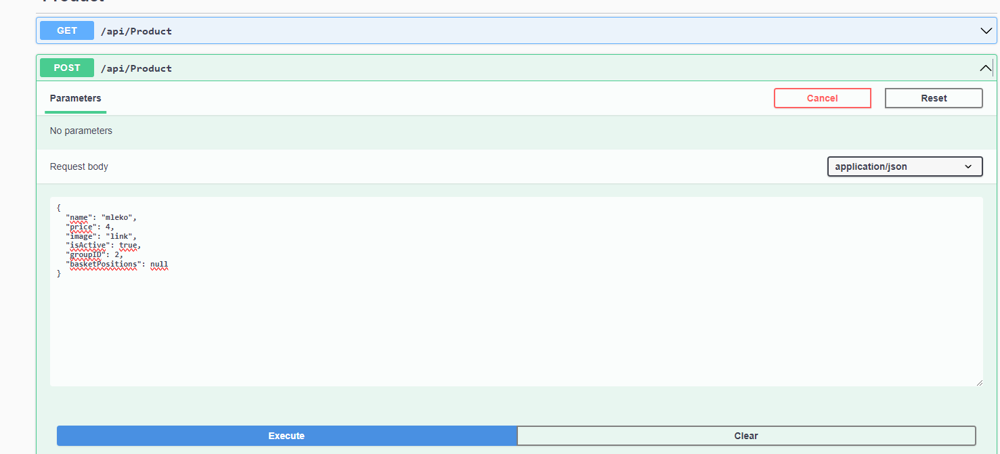 Product
GET /api/Product
POST /api/Product
Parameters
Cancel
Reset
No parameters
Request body
application/json
{
  "name": "mleko",
  "price": 4,
  "image": "link",
  "isActive": true,
  "groupID": 2,
  "basketPositions": null
}
Execute
Clear